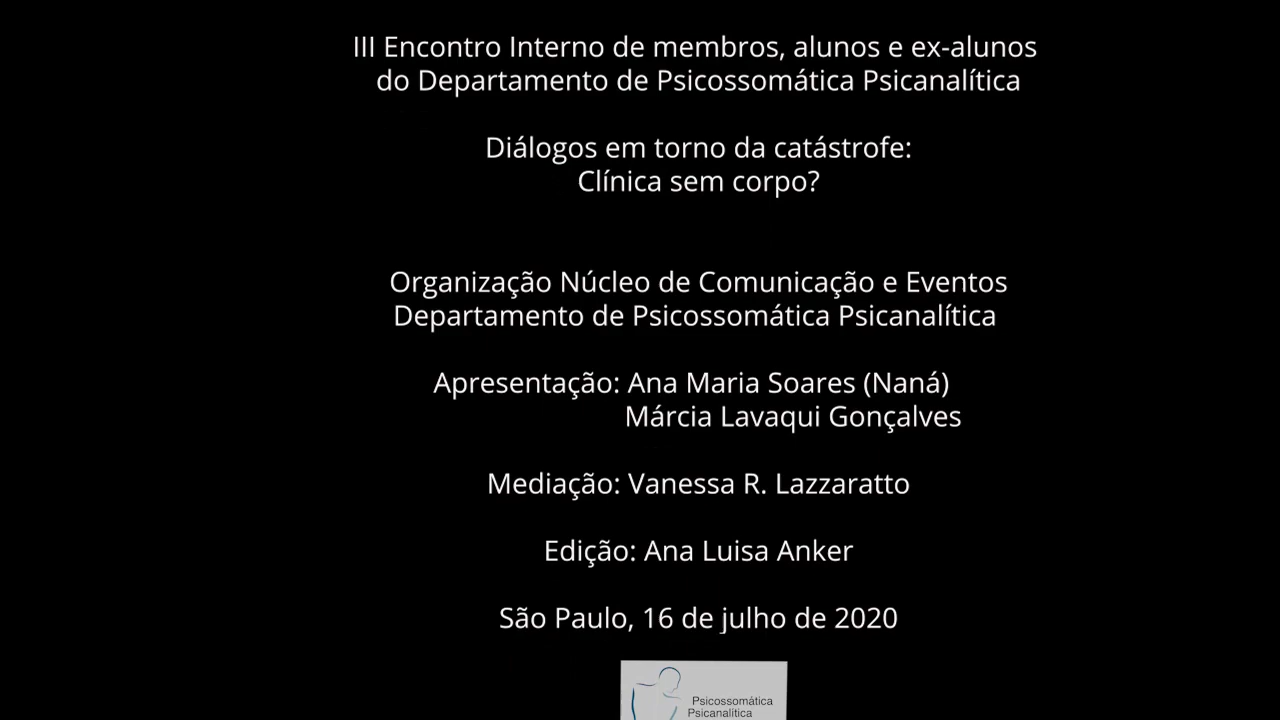 III Encontro Interno de membros, alunos e ex-alunos
do Departamento de Psicossomática Psicanalítica
Diálogos em torno da catástrofe:
Clínica sem corpo?
Organização Núcleo de Comunicação e Eventos
Departamento de Psicossomática Psicanalítica
Apresentação: Ana Maria Soares (Naná)
Márcia Lavaqui Gonçalves
Mediação: Vanessa R. Lazzaratto
Edição: Ana Luisa Anker
São Paulo, 16 de julho de 2020
Psicossomática
Psicanalítica